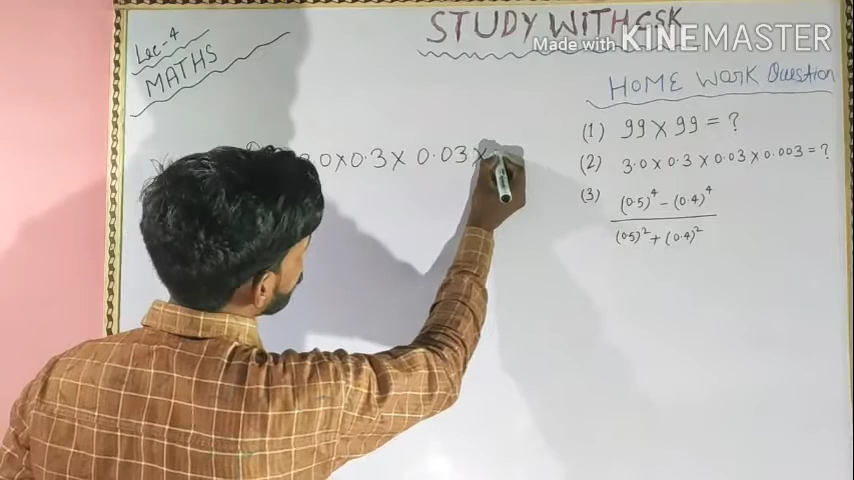 STUDY WITH GSK
Made with KINEMASTER
Lec-4
MATHS
HOME WORK Question
(1) 99 × 99 = ?
(2) 3.0 × 0.3 × 0.03 × 0.003 = ?
(3) (0.5)⁴ - (0.4)⁴
(0.5)² + (0.4)²
0×0.3× 0.03×